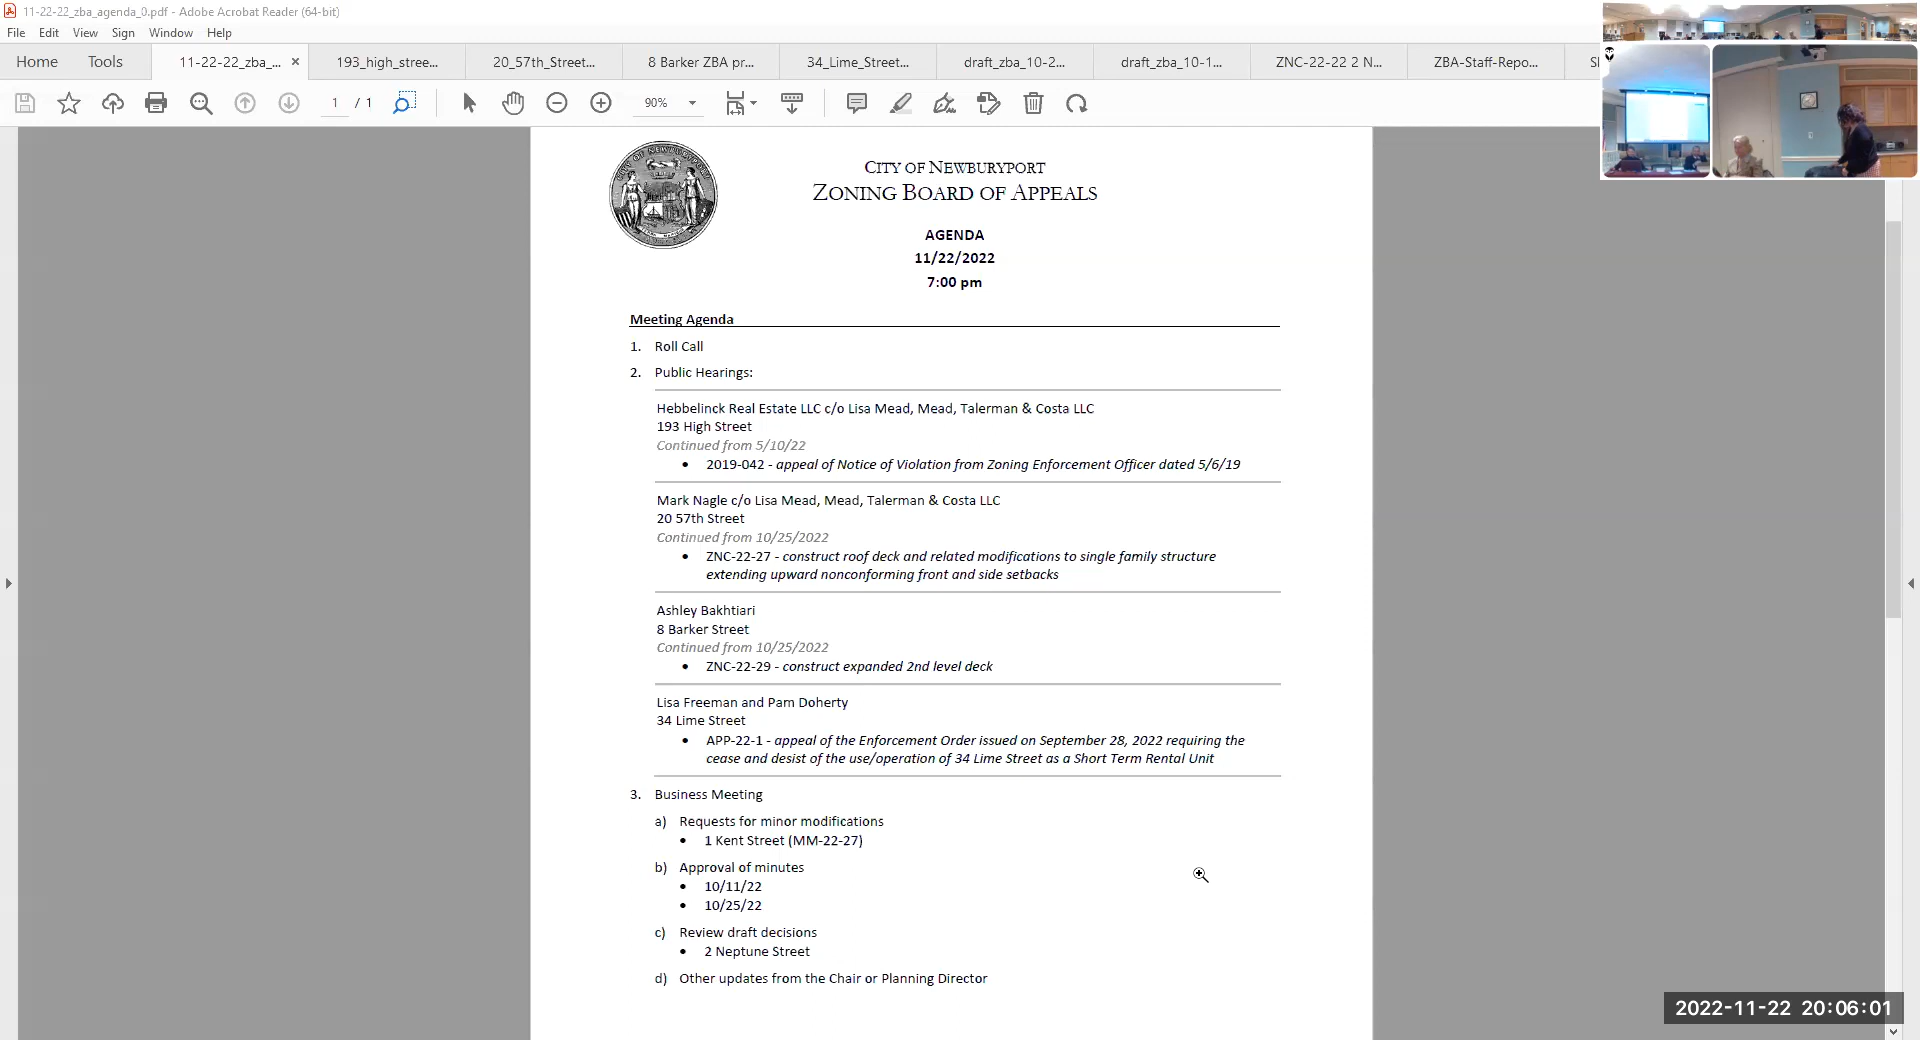 11-22-22_zba_agenda_0.pdf - Adobe Acrobat Reader (64-bit)
File Edit View Sign Window Help
Home Tools 11-22-22_zba_... × 193_high_stree... 20_57th_Street... 8 Barker ZBA pr... 34_Lime_Street... draft_zba_10-2... draft_zba_10-1... ZNC-22-22 2 N... ZBA-Staff-Repo...
1 / 1 90%
CITY OF NEWBURYPORT
ZONING BOARD OF APPEALS
AGENDA
11/22/2022
7:00 pm
Meeting Agenda
1. Roll Call
2. Public Hearings:
Hebbelinck Real Estate LLC c/o Lisa Mead, Mead, Talerman & Costa LLC
193 High Street
Continued from 5/10/22
• 2019-042 - appeal of Notice of Violation from Zoning Enforcement Officer dated 5/6/19
Mark Nagle c/o Lisa Mead, Mead, Talerman & Costa LLC
20 57th Street
Continued from 10/25/2022
• ZNC-22-27 - construct roof deck and related modifications to single family structure
extending upward nonconforming front and side setbacks
Ashley Bakhtiari
8 Barker Street
Continued from 10/25/2022
• ZNC-22-29 - construct expanded 2nd level deck
Lisa Freeman and Pam Doherty
34 Lime Street
• APP-22-1 - appeal of the Enforcement Order issued on September 28, 2022 requiring the
cease and desist of the use/operation of 34 Lime Street as a Short Term Rental Unit
3. Business Meeting
a) Requests for minor modifications
• 1 Kent Street (MM-22-27)
b) Approval of minutes
• 10/11/22
• 10/25/22
c) Review draft decisions
• 2 Neptune Street
d) Other updates from the Chair or Planning Director
2022-11-22 20:06:01